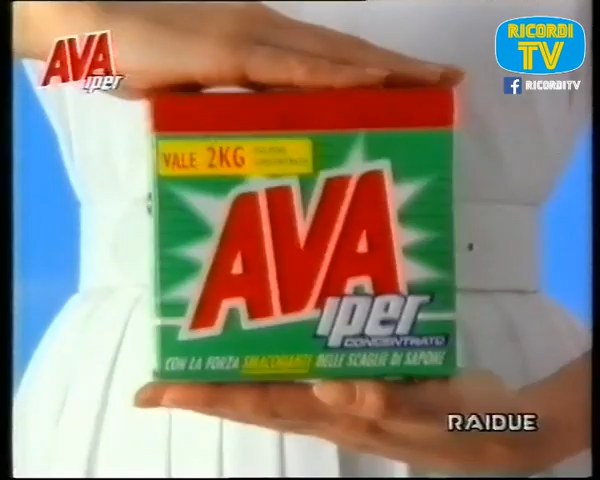 AVA
iper
RICORDI
TV
RICORDITV
VALE 2KG
AVA
iper
CONCENTRATO
CON LA FORZA SMACCHIANTE DELLE SCAGLIE DI SAPONE
RAIDUE